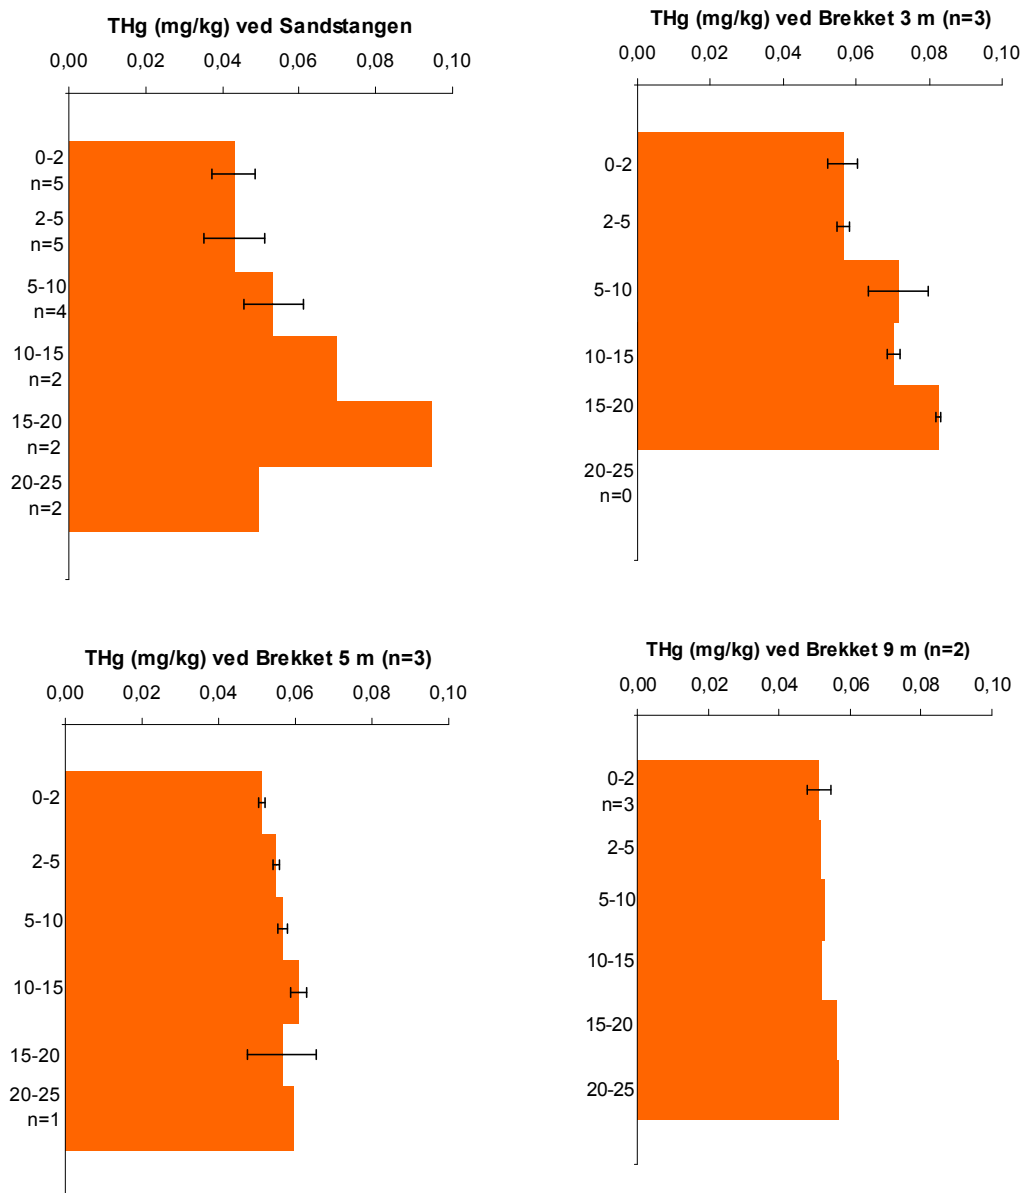 THg (mg/kg) ved Sandstangen
0,00 0,02 0,04 0,06 0,08 0,10
0-2
n=5
2-5
n=5
5-10
n=4
10-15
n=2
15-20
n=2
20-25
n=2
THg (mg/kg) ved Brekket 3 m (n=3)
0,00 0,02 0,04 0,06 0,08 0,10
0-2
2-5
5-10
10-15
15-20
20-25
n=0
THg (mg/kg) ved Brekket 5 m (n=3)
0,00 0,02 0,04 0,06 0,08 0,10
0-2
2-5
5-10
10-15
15-20
20-25
n=1
THg (mg/kg) ved Brekket 9 m (n=2)
0,00 0,02 0,04 0,06 0,08 0,10
0-2
n=3
2-5
5-10
10-15
15-20
20-25